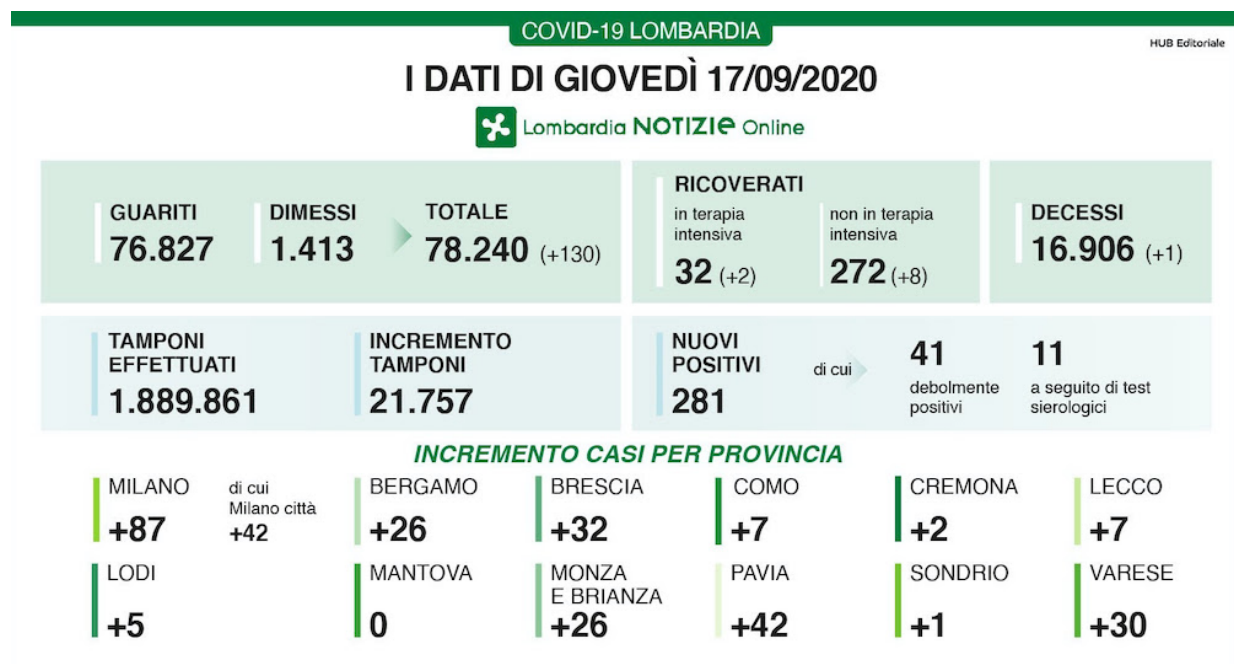 COVID-19 LOMBARDIA
HUB Editoriale
I DATI DI GIOVEDÌ 17/09/2020
Lombardia NOTIZIE Online
GUARITI
76.827
DIMESSI
1.413
TOTALE
78.240 (+130)
RICOVERATI
in terapia
intensiva
32 (+2)
non in terapia
intensiva
272 (+8)
DECESSI
16.906 (+1)
TAMPONI
EFFETTUATI
1.889.861
INCREMENTO
TAMPONI
21.757
NUOVI
POSITIVI
281
di cui
41
debolmente
positivi
11
a seguito di test
sierologici
INCREMENTO CASI PER PROVINCIA
MILANO
+87
di cui
Milano città
+42
BERGAMO
+26
BRESCIA
+32
COMO
+7
CREMONA
+2
LECCO
+7
LODI
+5
MANTOVA
0
MONZA
E BRIANZA
+26
PAVIA
+42
SONDRIO
+1
VARESE
+30